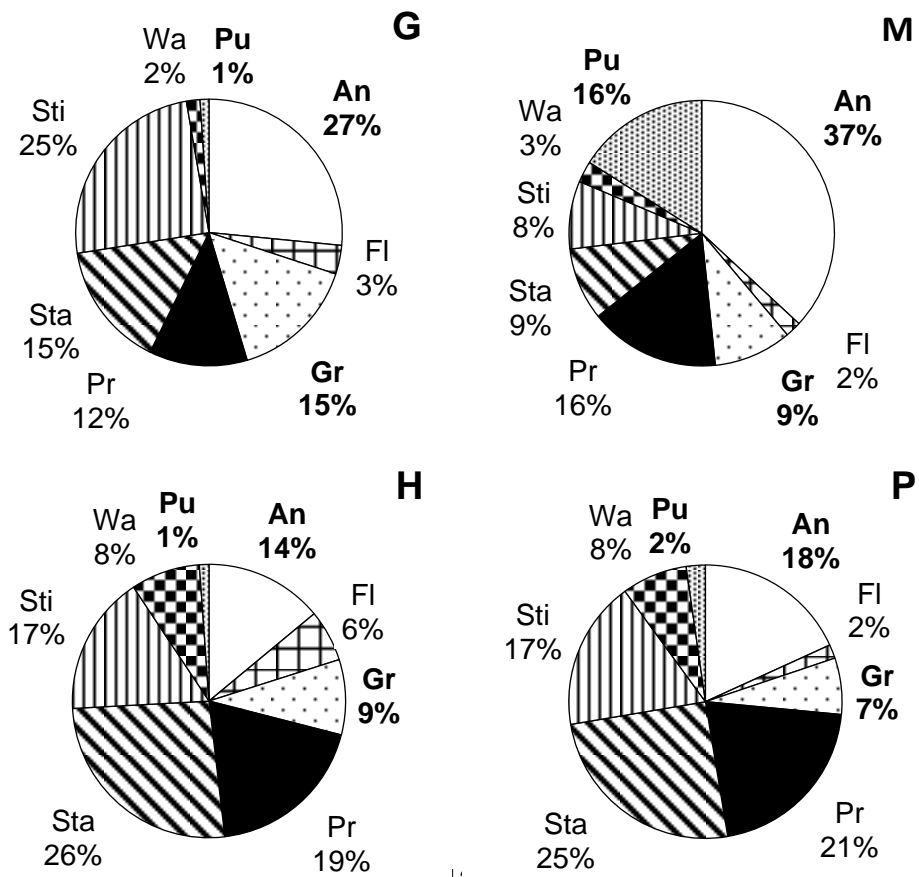 G
Wa
2%
Pu
1%
An
27%
Sti
25%
Fl
3%
Sta
15%
Gr
15%
Pr
12%
M
Pu
16%
An
37%
Wa
3%
Sti
8%
Sta
9%
Fl
2%
Pr
16%
Gr
9%
H
Pu
1%
An
14%
Wa
8%
Fl
6%
Sti
17%
Gr
9%
Sta
26%
Pr
19%
P
Wa
8%
Pu
2%
An
18%
Fl
2%
Sti
17%
Gr
7%
Sta
25%
Pr
21%